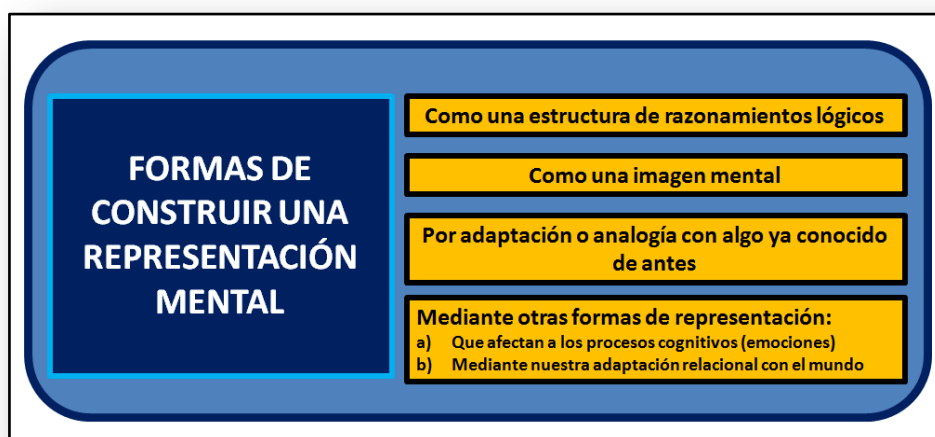 FORMAS DE
CONSTRUIR UNA
REPRESENTACIÓN
MENTAL
Como una estructura de razonamientos lógicos
Como una imagen mental
Por adaptación o analogía con algo ya conocido
de antes
Mediante otras formas de representación:
a) Que afectan a los procesos cognitivos (emociones)
b) Mediante nuestra adaptación relacional con el mundo